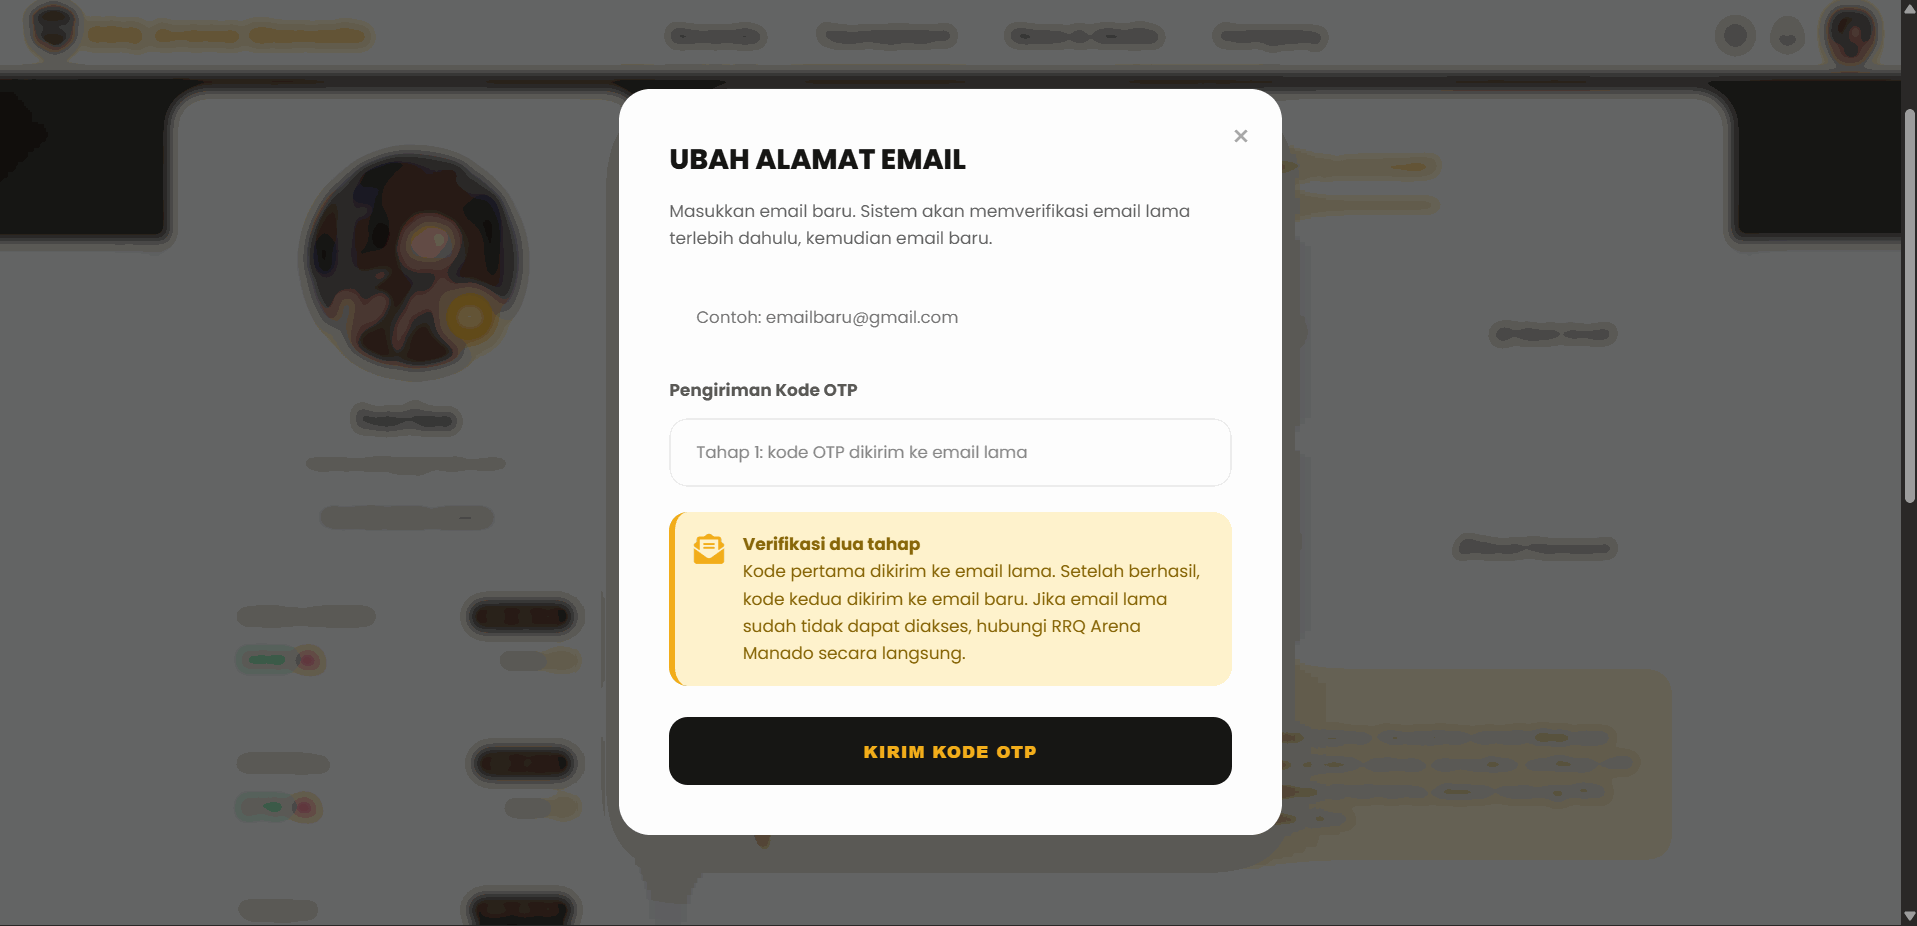 UBAH ALAMAT EMAIL
Masukkan email baru. Sistem akan memverifikasi email lama
terlebih dahulu, kemudian email baru.
Contoh: emailbaru@gmail.com
Pengiriman Kode OTP
Tahap 1: kode OTP dikirim ke email lama
Verifikasi dua tahap
Kode pertama dikirim ke email lama. Setelah berhasil,
kode kedua dikirim ke email baru. Jika email lama
sudah tidak dapat diakses, hubungi RRQ Arena
Manado secara langsung.
KIRIM KODE OTP